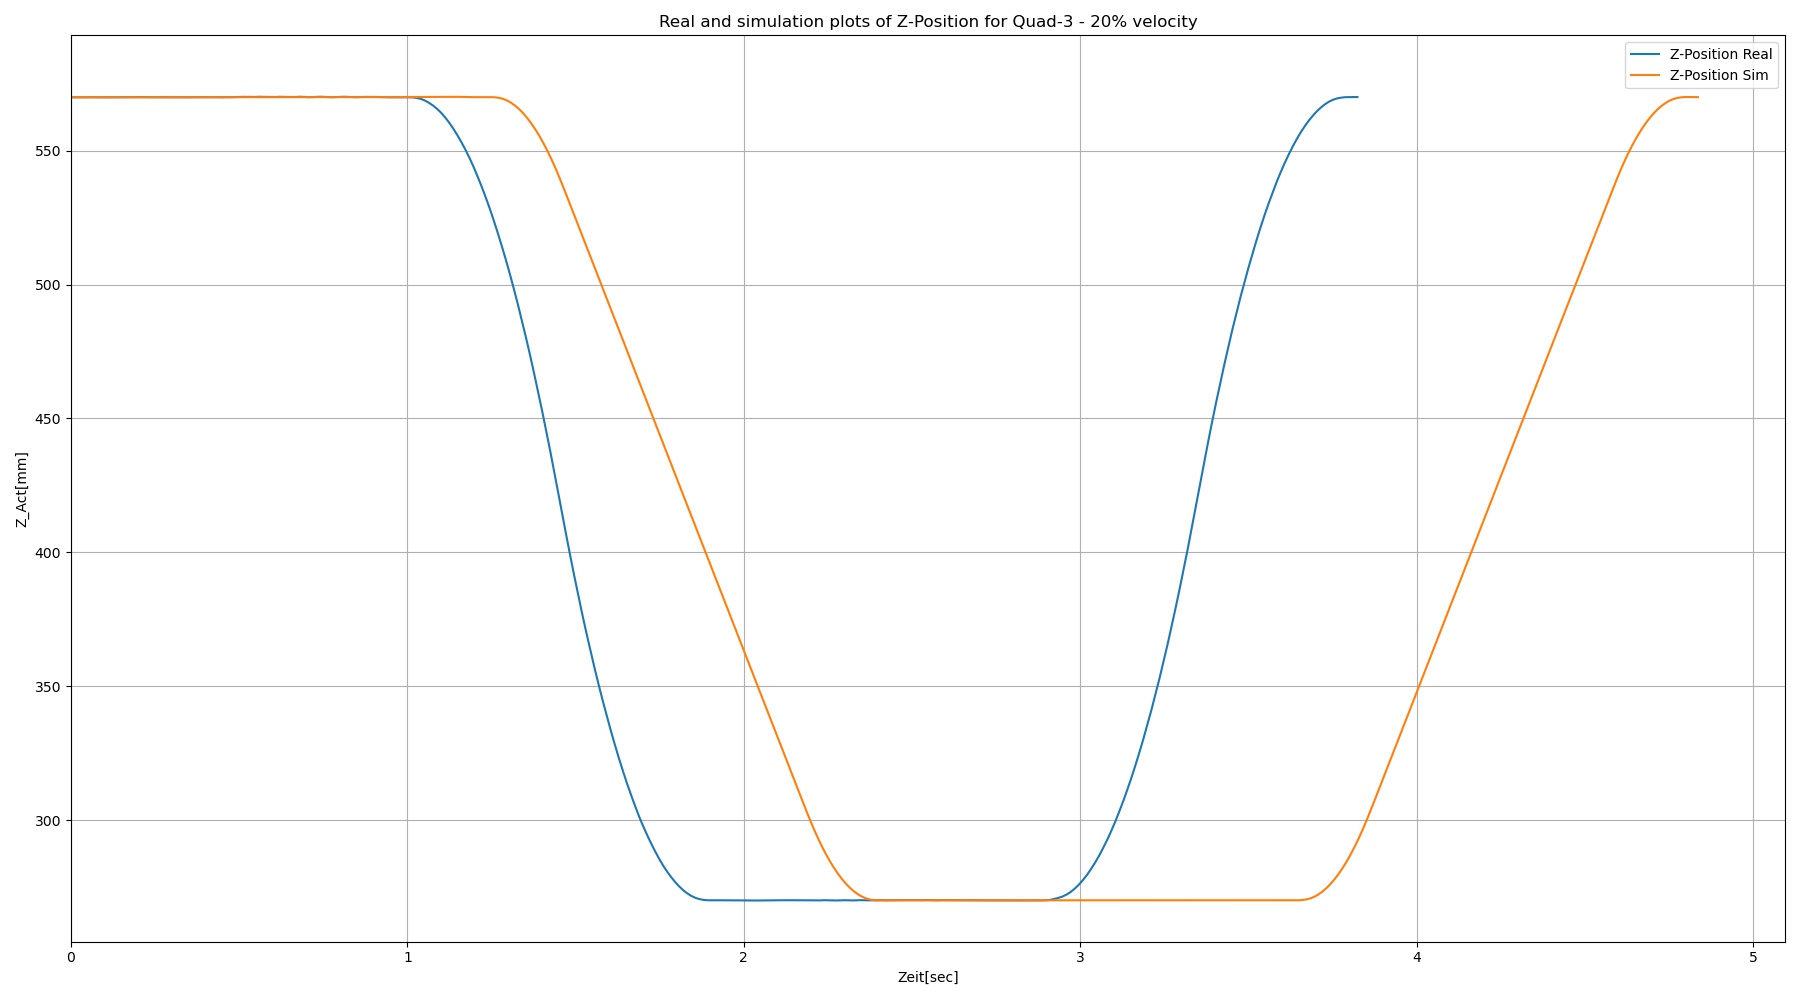 Real and simulation plots of Z-Position for Quad-3 - 20% velocity
Z-Position Real
Z-Position Sim
550
500
450
400
350
300
Z_Act[mm]
0 1 2 3 4 5
Zeit[sec]